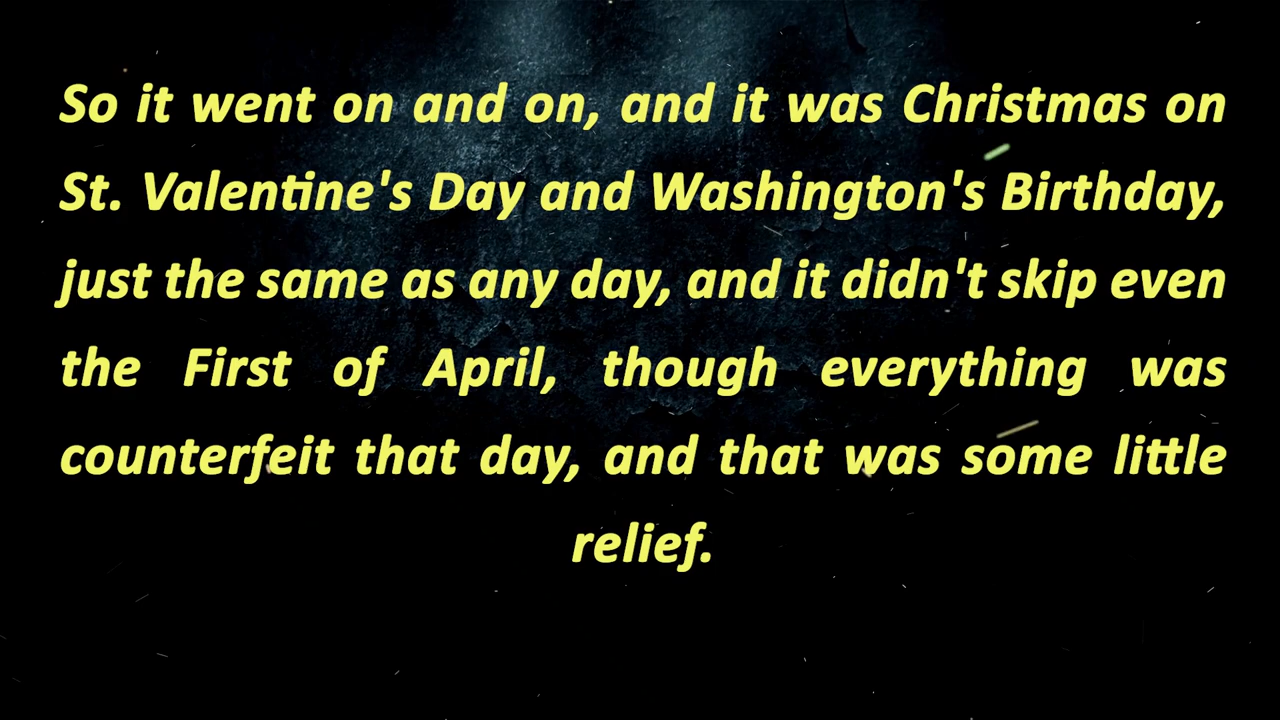 So it went on and on, and it was Christmas on
St. Valentine's Day and Washington's Birthday,
just the same as any day, and it didn't skip even
the First of April, though everything was
counterfeit that day, and that was some little
relief.